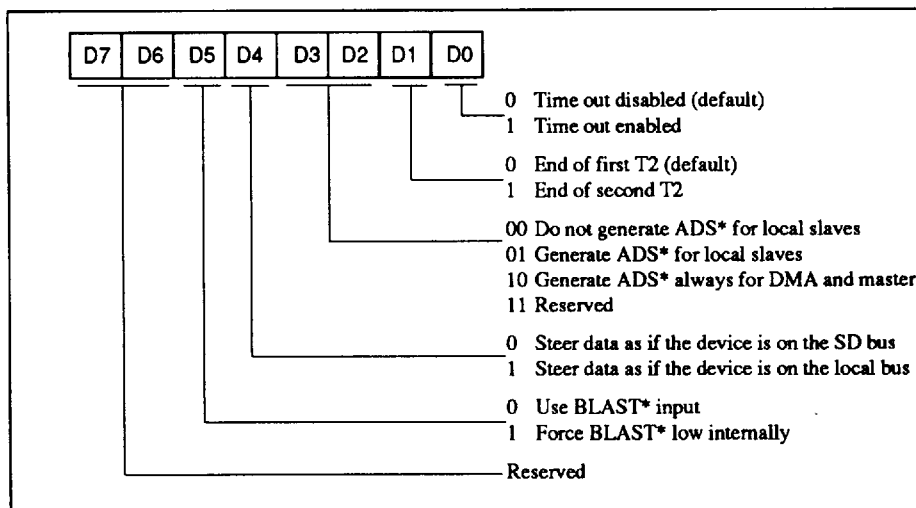 D7 D6 D5 D4 D3 D2 D1 D0
0 Time out disabled (default)
1 Time out enabled
0 End of first T2 (default)
1 End of second T2
00 Do not generate ADS* for local slaves
01 Generate ADS* for local slaves
10 Generate ADS* always for DMA and master
11 Reserved
0 Steer data as if the device is on the SD bus
1 Steer data as if the device is on the local bus
0 Use BLAST* input
1 Force BLAST* low internally
Reserved